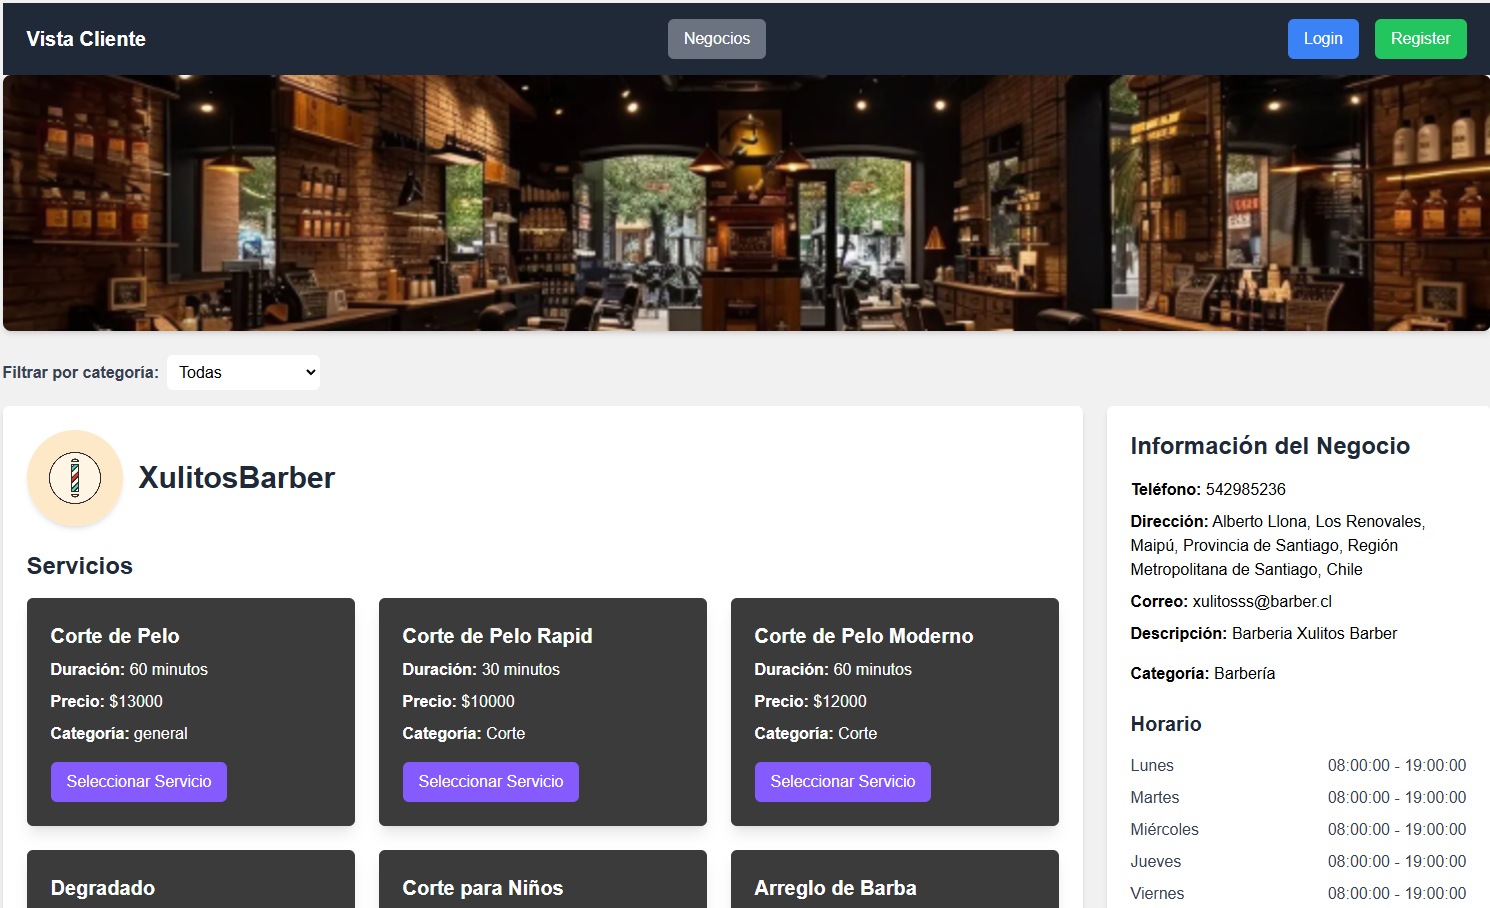 Vista Cliente
Negocios
Login
Register
Filtrar por categoría:
Todas
XulitosBarber
Servicios
Corte de Pelo
Duración: 60 minutos
Precio: $13000
Categoría: general
Seleccionar Servicio
Corte de Pelo Rapid
Duración: 30 minutos
Precio: $10000
Categoría: Corte
Seleccionar Servicio
Corte de Pelo Moderno
Duración: 60 minutos
Precio: $12000
Categoría: Corte
Seleccionar Servicio
Degradado
Corte para Niños
Arreglo de Barba
Información del Negocio
Teléfono: 542985236
Dirección: Alberto Llona, Los Renovales,
Maipú, Provincia de Santiago, Región
Metropolitana de Santiago, Chile
Correo: xulitosss@barber.cl
Descripción: Barberia Xulitos Barber
Categoría: Barbería
Horario
Lunes 08:00:00 - 19:00:00
Martes 08:00:00 - 19:00:00
Miércoles 08:00:00 - 19:00:00
Jueves 08:00:00 - 19:00:00
Viernes 08:00:00 - 19:00:00